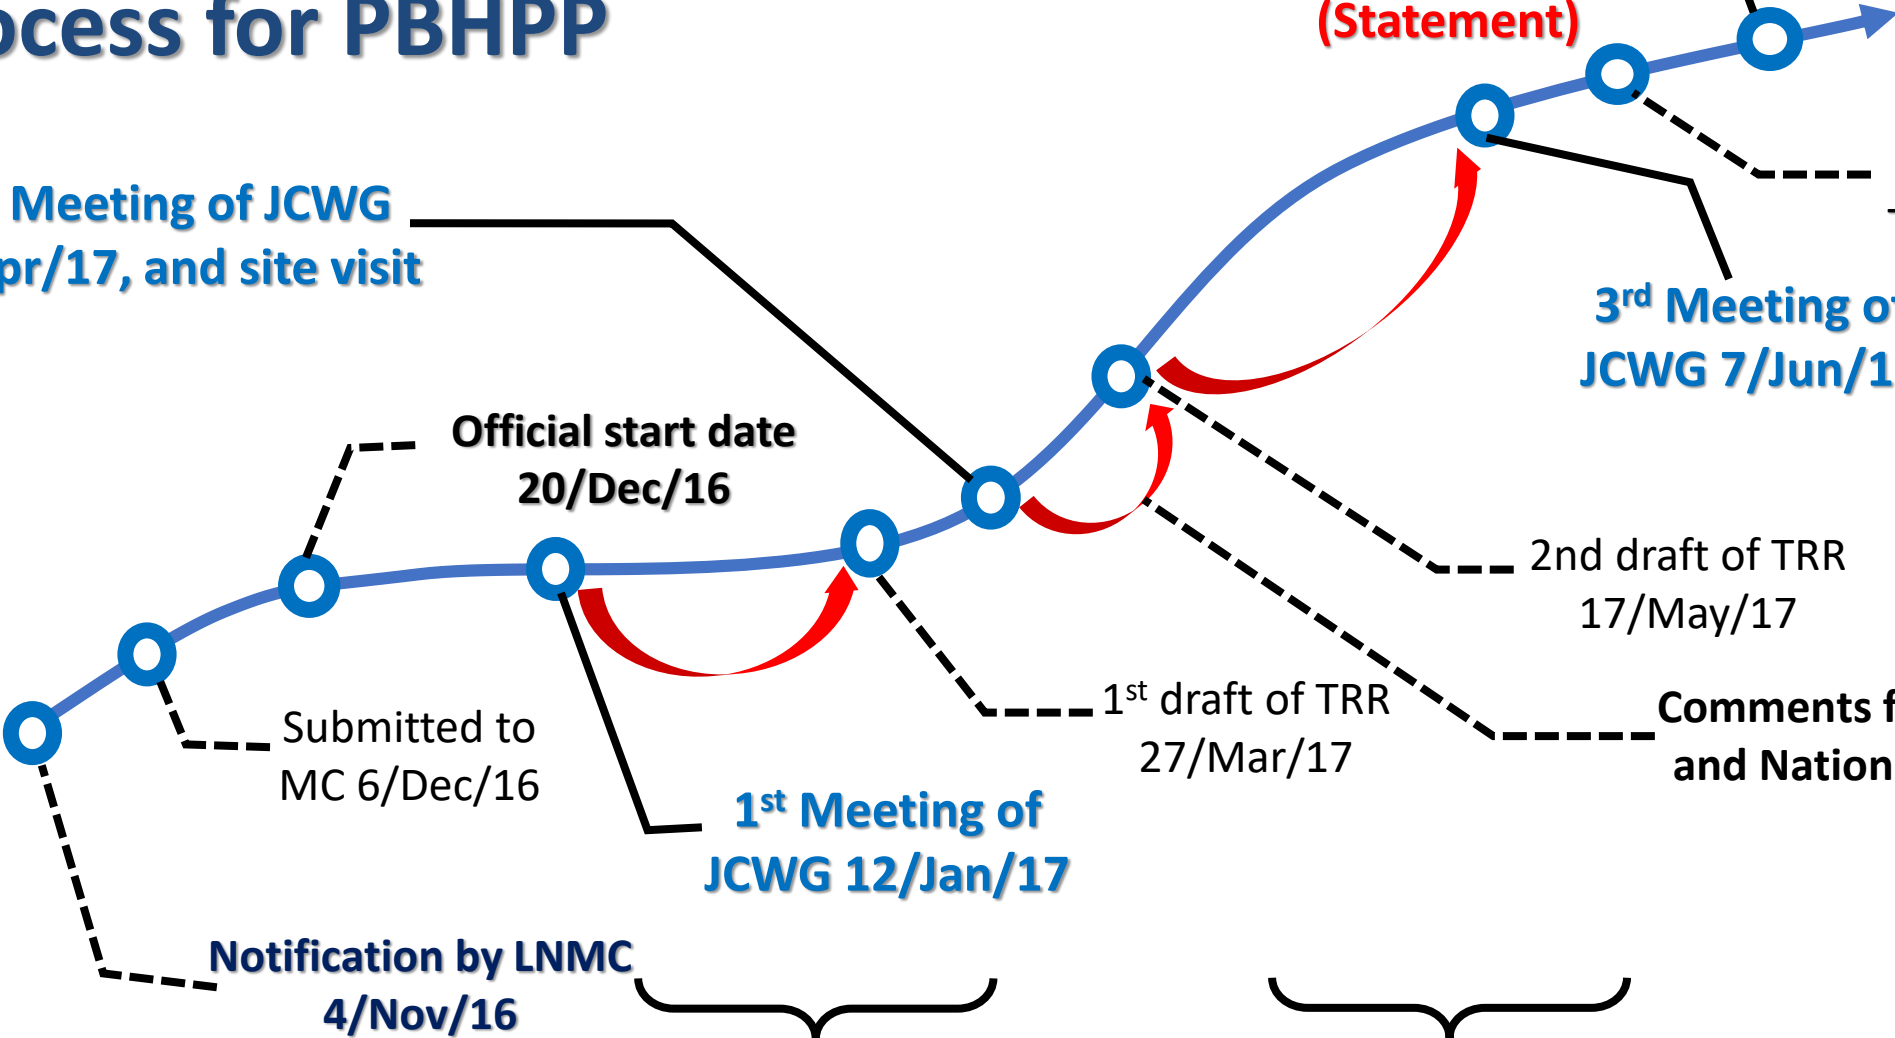 ocess for PBHPP
(Statement)
Meeting of JCWG
pr/17, and site visit
3rd Meeting of
JCWG 7/Jun/1
Official start date
20/Dec/16
2nd draft of TRR
17/May/17
1st draft of TRR
27/Mar/17
Comments f
and Nation
Submitted to
MC 6/Dec/16
1st Meeting of
JCWG 12/Jan/17
Notification by LNMC
4/Nov/16